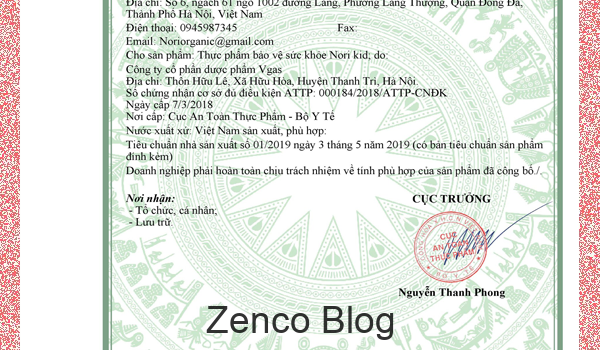 Địa chỉ: Số 6, ngách 61 ngõ 1002 đường Láng, Phường Láng Thượng, Quận Đống Đa,
Thành Phố Hà Nội, Việt Nam
Điện thoại: 0945987345 Fax:
Email: Noriorganic@gmail.com
Cho sản phẩm: Thực phẩm bảo vệ sức khỏe Nori kid; do:
Công ty cổ phần dược phẩm Vgas
Địa chỉ: Thôn Hữu Lê, Xã Hữu Hòa, Huyện Thanh Trì, Hà Nội.
Số chứng nhận cơ sở đủ điều kiện ATTP: 000184/2018/ATTP-CNĐK
Ngày cấp 7/3/2018
Nơi cấp: Cục An Toàn Thực Phẩm - Bộ Y Tế
Nước xuất xứ: Việt Nam sản xuất, phù hợp:
Tiêu chuẩn nhà sản xuất số 01/2019 ngày 3 tháng 5 năm 2019 (có bản tiêu chuẩn sản phẩm
đính kèm)
Doanh nghiệp phải hoàn toàn chịu trách nhiệm về tính phù hợp của sản phẩm đã công bố./.
Nơi nhận:
- Tổ chức, cá nhân;
- Lưu trữ
CỤC TRƯỞNG
CỤC
AN TOÀN
THỰC PHẨM
Nguyễn Thanh Phong
Zenco Blog